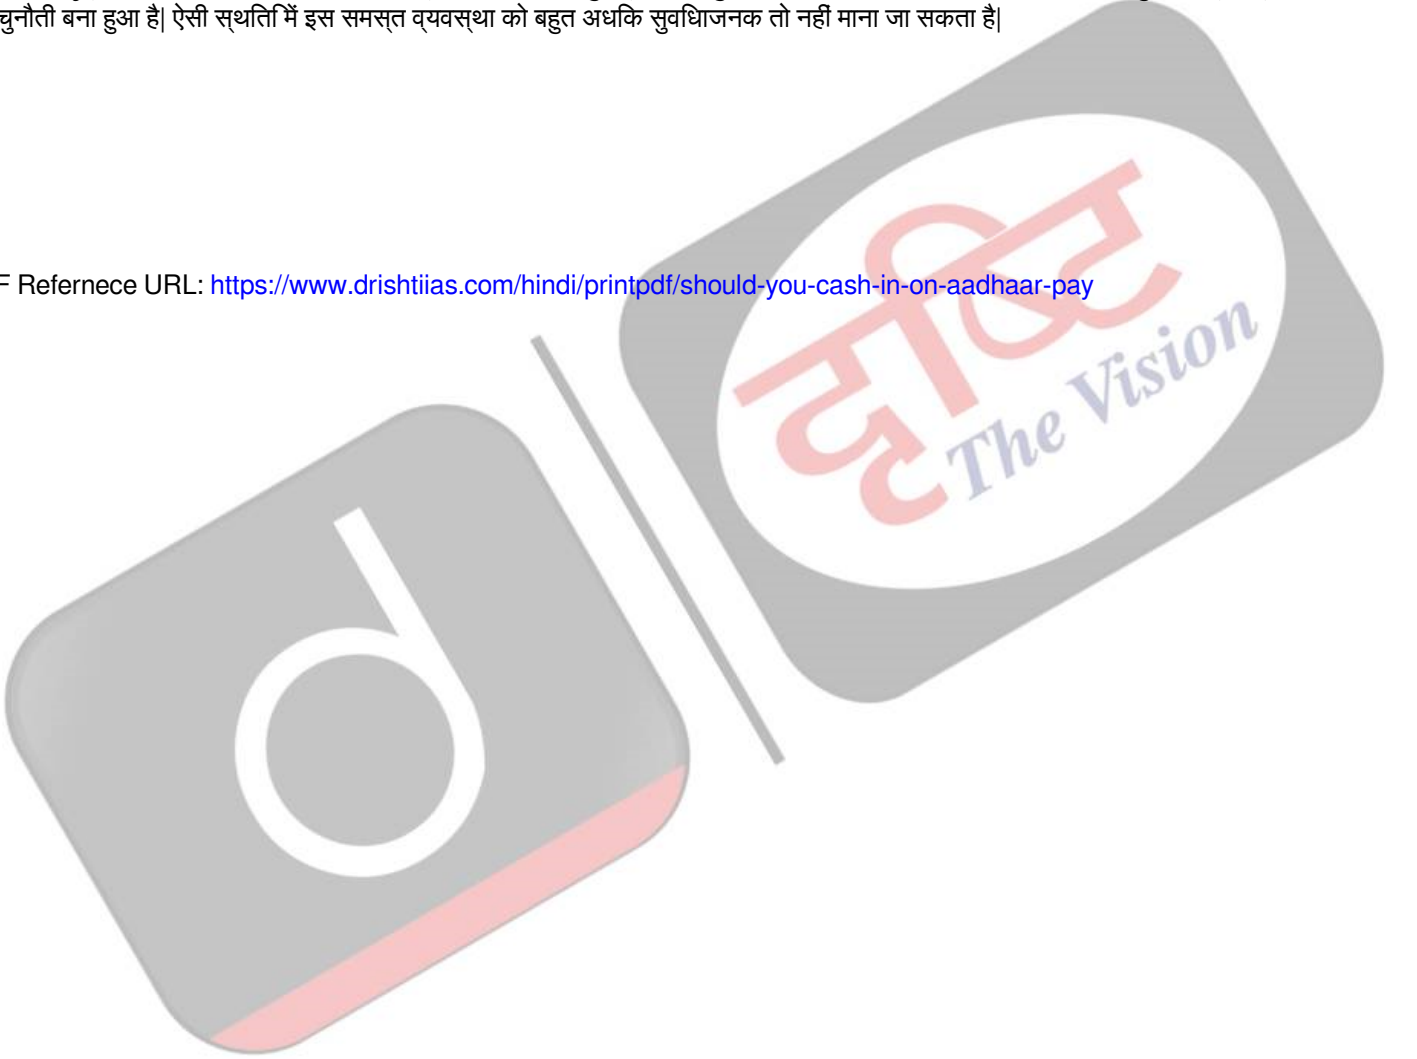 चुनौती बना हुआ है| ऐसी स्थिति में इस समस्त व्यवस्था को बहुत अधिक सुविधाजनक तो नहीं माना जा सकता है|
F Refernece URL: https://www.drishtiias.com/hindi/printpdf/should-you-cash-in-on-aadhaar-pay
दृष्टि
The Vision
d